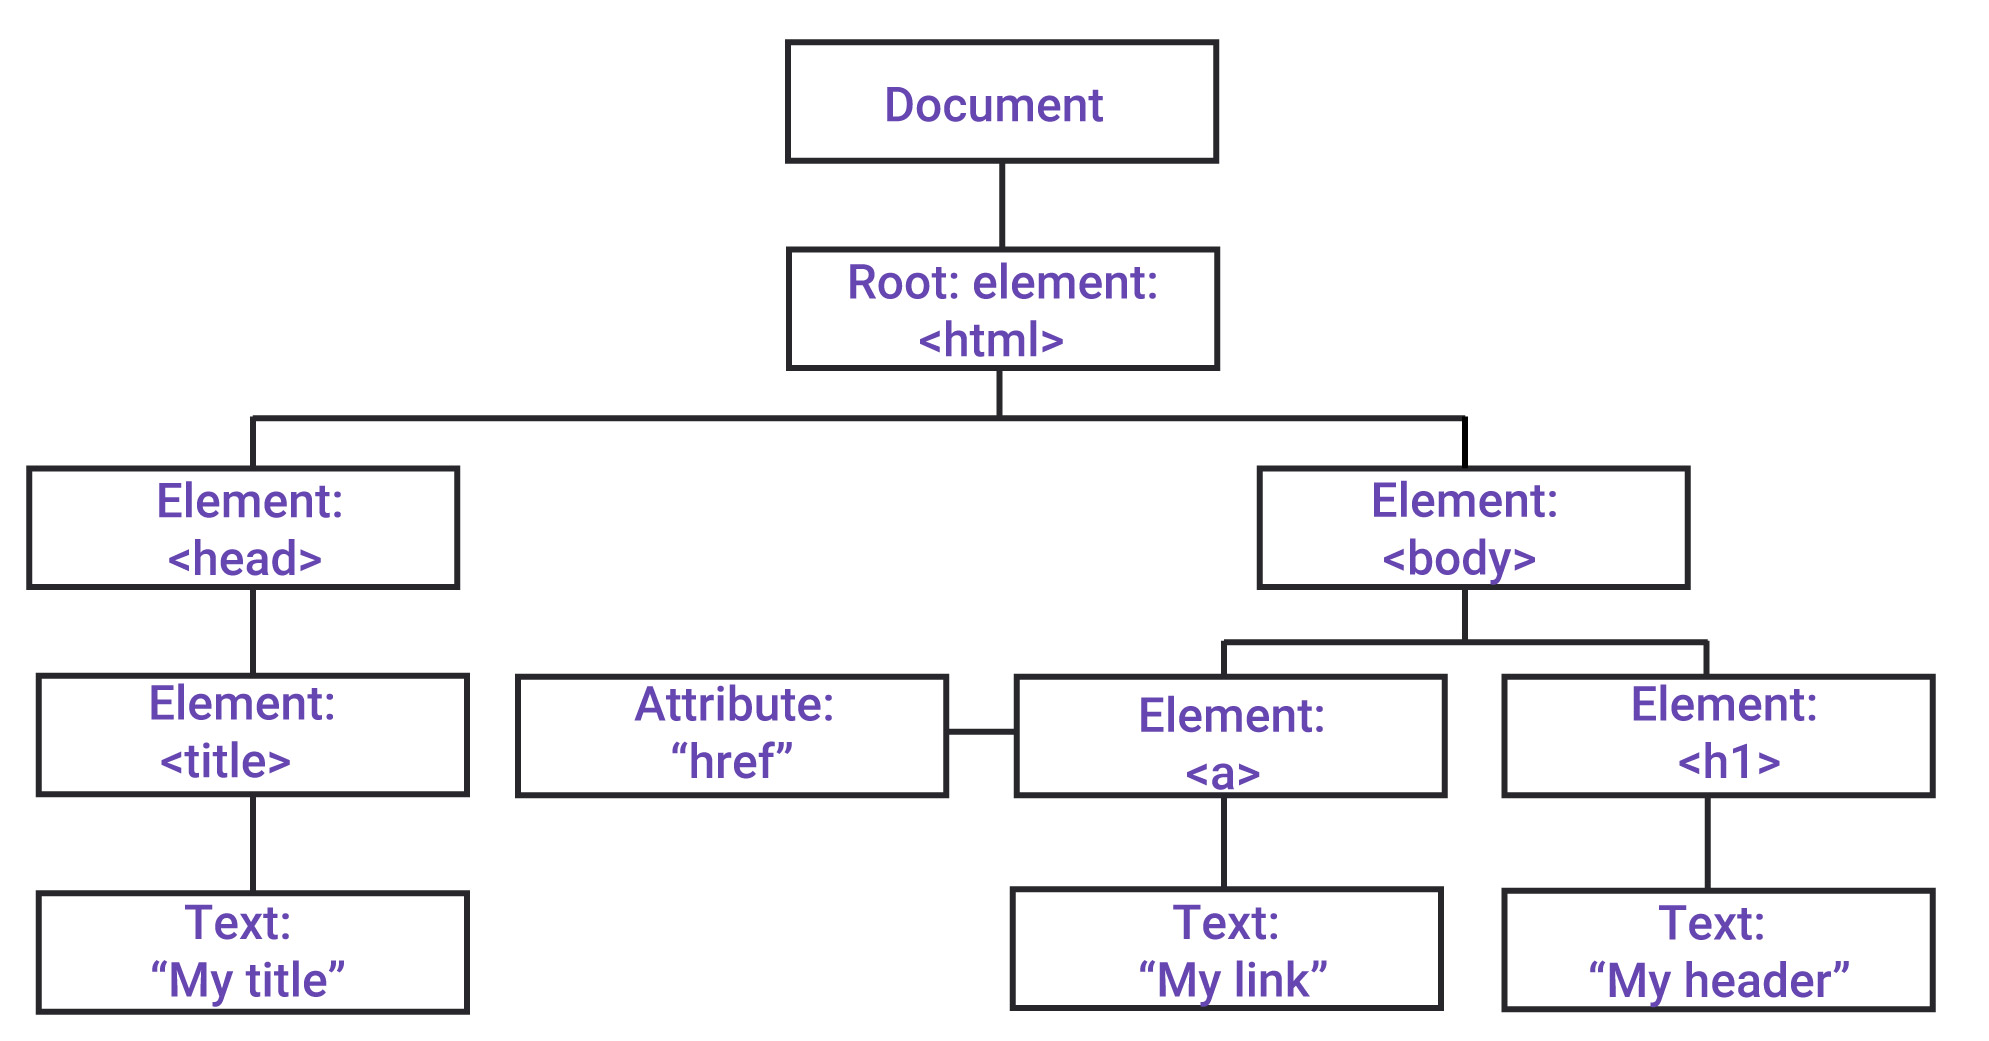 Document
Root: element:
<html>
Element:
<head>
Element:
<body>
Element:
<title>
Attribute:
“href”
Element:
<a>
Element:
<h1>
Text:
“My title”
Text:
“My link”
Text:
“My header”